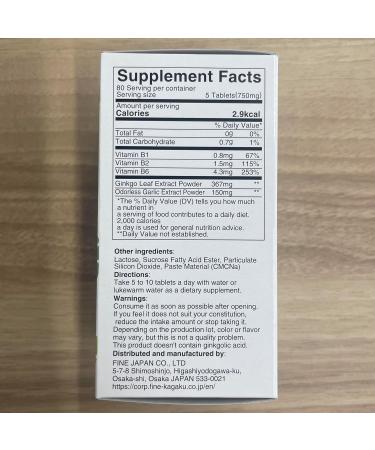 Supplement Facts
80 Serving per container
Serving size 5 Tablets(750mg)
Amount per serving
Calories 2.9kcal
% Daily Value*
Total Fat 0g 0%
Total Carbohydrate 0.7g 1%
Vitamin B1 0.8mg 67%
Vitamin B2 1.5mg 115%
Vitamin B6 4.3mg 253%
Ginkgo Leaf Extract Powder 367mg **
Odorless Garlic Extract Powder 150mg **
*The % Daily Value (DV) tells you how much
a nutrient in
a serving of food contributes to a daily diet.
2,000 calories
a day is used for general nutrition advice.
**Daily Value not established.
Other ingredients:
Lactose, Sucrose Fatty Acid Ester, Particulate
Silicon Dioxide, Paste Material (CMCNa)
Directions:
Take 5 to 10 tablets a day with water or
lukewarm water as a dietary supplement.
Warnings:
Consume it as soon as possible after opening.
If you feel it does not suit your constitution,
reduce the intake amount or stop taking it.
Depending on the production lot, color or flavor
may vary, but this is not a quality problem.
This product doesn't contain ginkgolic acid.
Distributed and manufactured by:
FINE JAPAN CO., LTD
5-7-8 Shimoshinjo, Higashiyodogawa-ku,
Osaka-shi, Osaka JAPAN 533-0021
https://corp.fine-kagaku.co.jp/en/